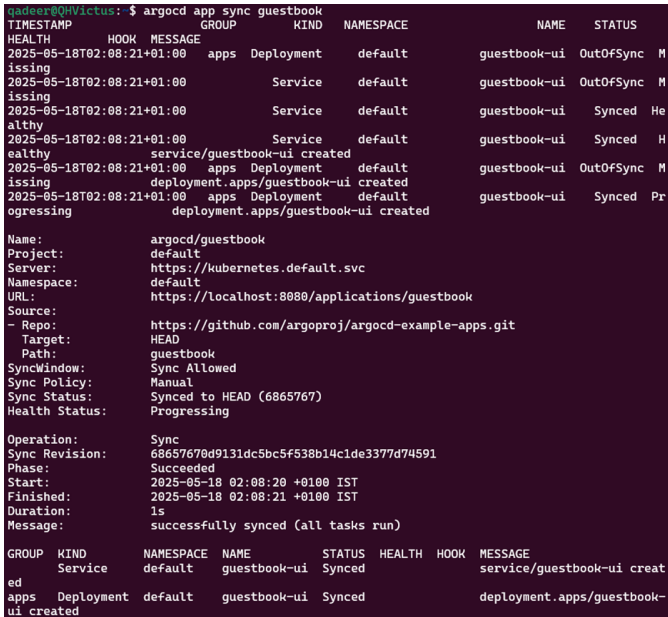 qadeer@QHVictus:~$ argocd app sync guestbook
TIMESTAMP                  GROUP        KIND   NAMESPACE                  NAME    STATUS
HEALTH        HOOK  MESSAGE
2025-05-18T02:08:21+01:00   apps  Deployment     default          guestbook-ui  OutOfSync  M
issing
2025-05-18T02:08:21+01:00            Service     default          guestbook-ui  OutOfSync  M
issing
2025-05-18T02:08:21+01:00            Service     default          guestbook-ui    Synced  He
althy
2025-05-18T02:08:21+01:00            Service     default          guestbook-ui    Synced   H
ealthy              service/guestbook-ui created
2025-05-18T02:08:21+01:00   apps  Deployment     default          guestbook-ui  OutOfSync  M
issing              deployment.apps/guestbook-ui created
2025-05-18T02:08:21+01:00   apps  Deployment     default          guestbook-ui    Synced  Pr
ogressing              deployment.apps/guestbook-ui created
Name:               argocd/guestbook
Project:            default
Server:             https://kubernetes.default.svc
Namespace:          default
URL:                https://localhost:8080/applications/guestbook
Source:
- Repo:             https://github.com/argoproj/argocd-example-apps.git
  Target:           HEAD
  Path:             guestbook
SyncWindow:         Sync Allowed
Sync Policy:        Manual
Sync Status:        Synced to HEAD (6865767)
Health Status:      Progressing
Operation:          Sync
Sync Revision:      68657670d9131dc5bc5f538b14c1de3377d74591
Phase:              Succeeded
Start:              2025-05-18 02:08:20 +0100 IST
Finished:           2025-05-18 02:08:21 +0100 IST
Duration:           1s
Message:            successfully synced (all tasks run)
GROUP  KIND        NAMESPACE  NAME          STATUS  HEALTH  HOOK  MESSAGE
       Service     default    guestbook-ui  Synced                service/guestbook-ui creat
ed
apps   Deployment  default    guestbook-ui  Synced                deployment.apps/guestbook-
ui created